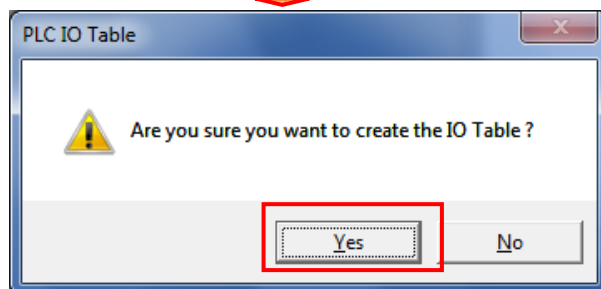 PLC IO Table
Are you sure you want to create the IO Table ?
Yes
No